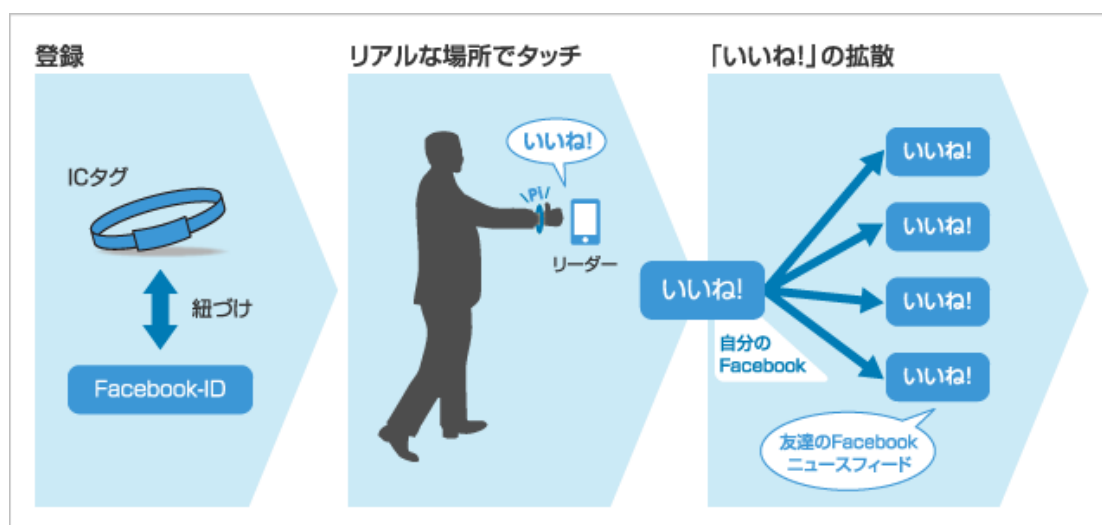 登録
ICタグ
紐づけ
Facebook-ID
リアルな場所でタッチ
いいね!
\Pi/
リーダー
「いいね!」の拡散
いいね!
自分の
Facebook
いいね!
いいね!
いいね!
いいね!
友達のFacebook
ニュースフィード